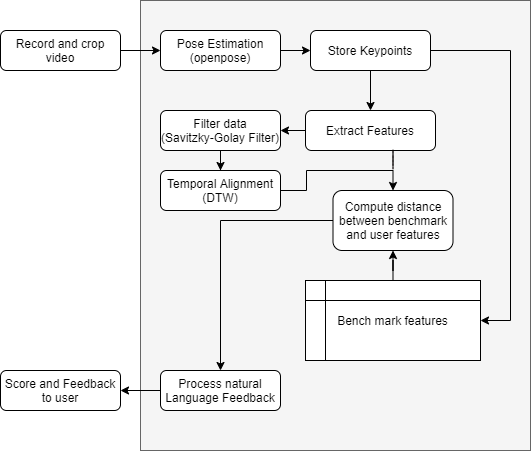 Record and crop
video
Pose Estimation
(openpose)
Store Keypoints
Filter data
(Savitzky-Golay Filter)
Extract Features
Temporal Alignment
(DTW)
Compute distance
between benchmark
and user features
Bench mark features
Score and Feedback
to user
Process natural
Language Feedback